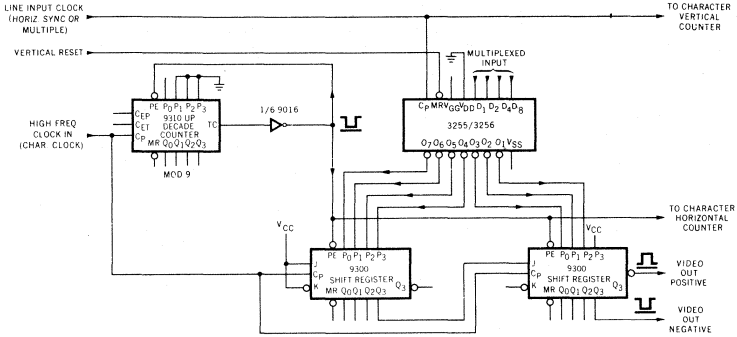 LINE INPUT CLOCK
(HORIZ. SYNC OR
MULTIPLE)
TO CHARACTER
VERTICAL
COUNTER
VERTICAL RESET
MULTIPLEXED
INPUT
PE P0 P1 P2 P3
CEP
CET
CP
9310 UP
DECADE
COUNTER
TC
MR Q0 Q1 Q2 Q3
MOD 9
1/6 9016
HIGH FREQ
CLOCK IN
(CHAR. CLOCK)
CP MR VGG VDD D1 D2 D4 D8
3255/3256
O7 O6 O5 O4 O3 O2 O1 VSS
TO CHARACTER
HORIZONTAL
COUNTER
VCC
PE P0 P1 P2 P3
J
CP
K
9300
SHIFT REGISTER
MR Q0 Q1 Q2 Q3
Q3
VCC
PE P0 P1 P2 P3
J
CP
K
9300
SHIFT REGISTER
MR Q0 Q1 Q2 Q3
Q3
VIDEO
OUT
POSITIVE
VIDEO
OUT
NEGATIVE